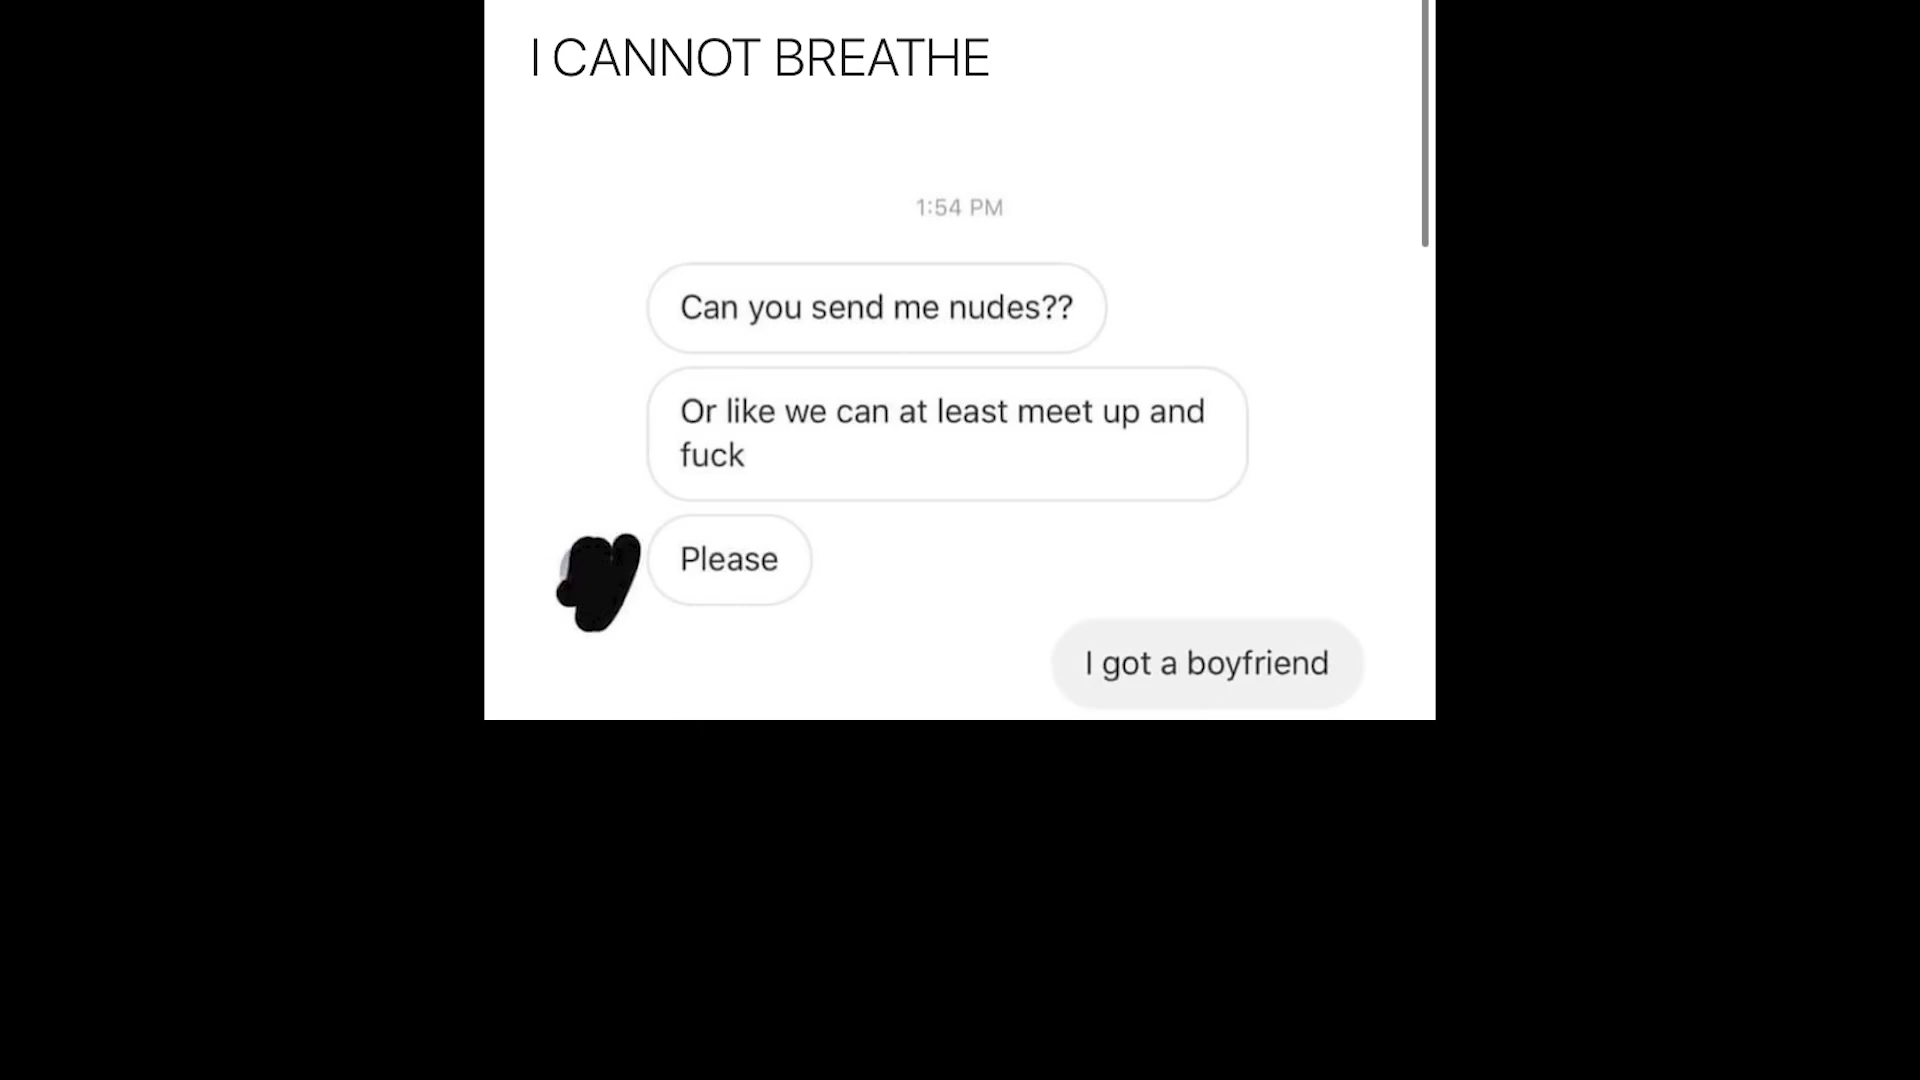 I CANNOT BREATHE
1:54 PM
Can you send me nudes??
Or like we can at least meet up and
fuck
Please
I got a boyfriend